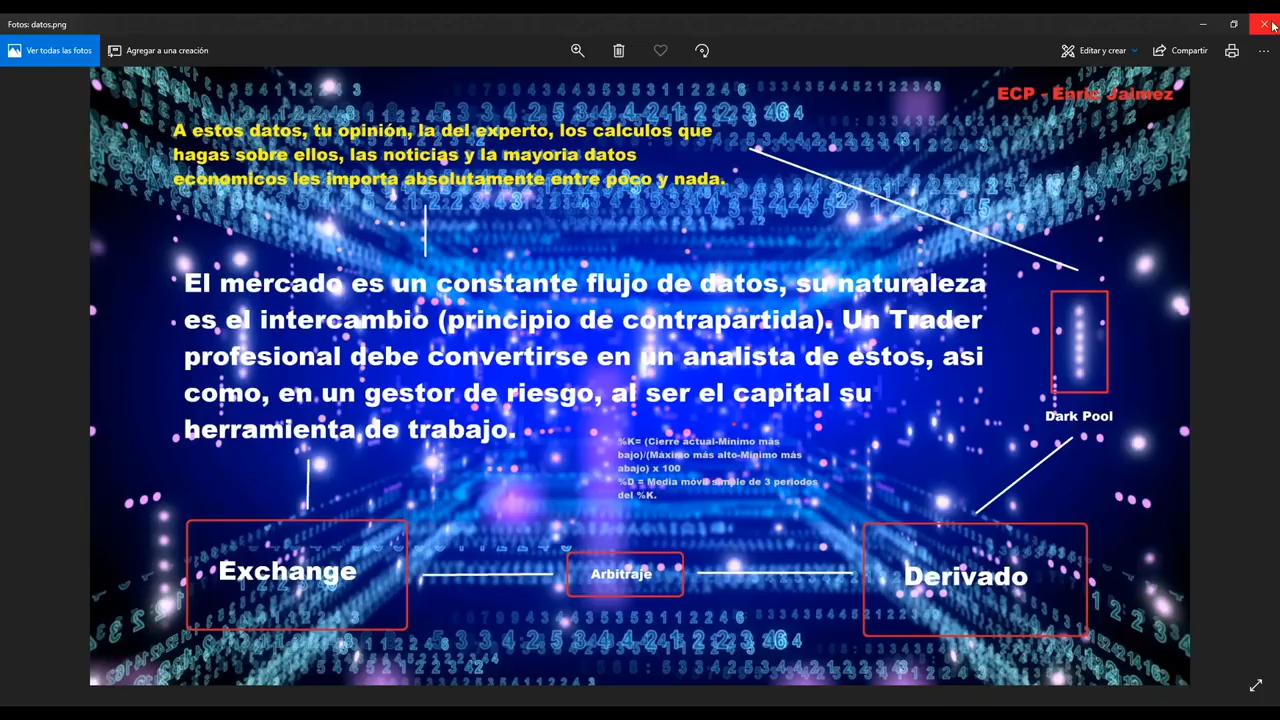 Fotos: datos.png
Ver todas las fotos
Agregar a una creación
Editar y crear
Compartir
ECP - Enric Jaimez
A estos datos, tu opinión, la del experto, los calculos que
hagas sobre ellos, las noticias y la mayoria datos
economicos les importa absolutamente entre poco y nada.
El mercado es un constante flujo de datos, su naturaleza
es el intercambio (principio de contrapartida). Un Trader
profesional debe convertirse en un analista de estos, asi
como, en un gestor de riesgo, al ser el capital su
herramienta de trabajo.
Dark Pool
%K= (Cierre actual-Mínimo más
bajo)/(Máximo más alto-Mínimo más
abajo) x 100
%D = Media móvil simple de 3 periodos
del %K.
Exchange
Arbitraje
Derivado